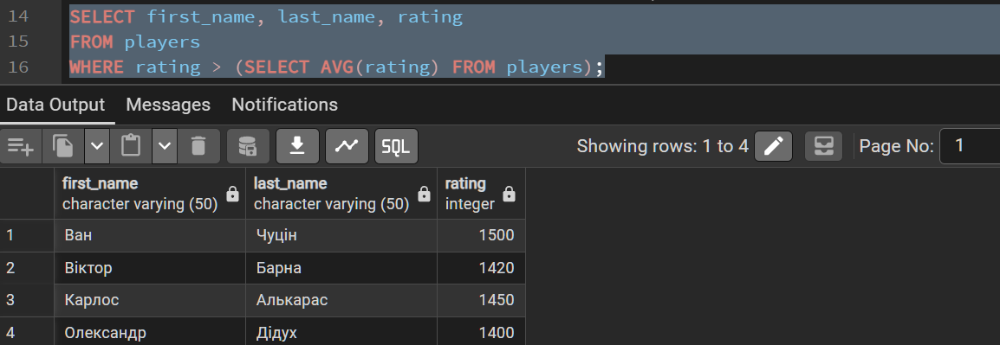 14 SELECT first_name, last_name, rating
15 FROM players
16 WHERE rating > (SELECT AVG(rating) FROM players);
Data Output Messages Notifications
SQL Showing rows: 1 to 4 Page No: 1
first_name last_name rating
character varying (50) character varying (50) integer
1 Ван Чуцін 1500
2 Віктор Барна 1420
3 Карлос Алькарас 1450
4 Олександр Дідух 1400